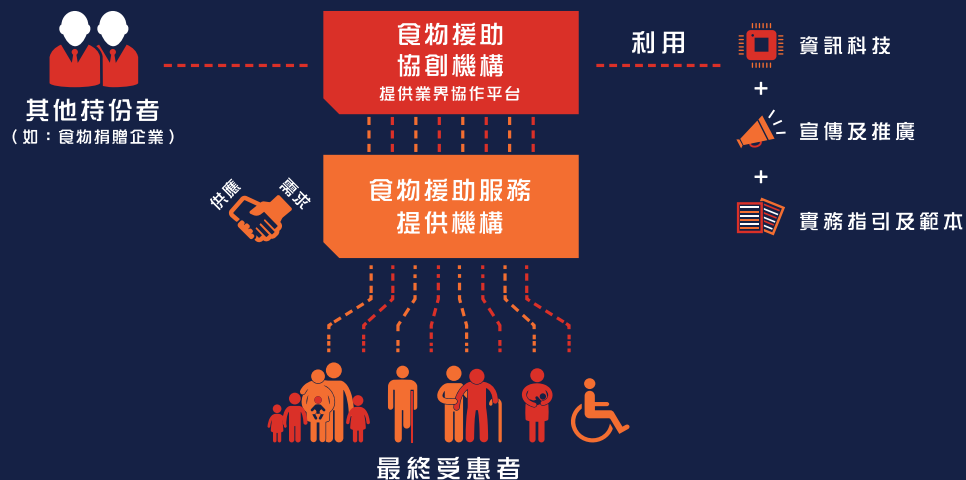 食物援助
協創機構
提供業界協作平台
其他持份者
（如：食物捐贈企業）
利用
資訊科技
+
宣傳及推廣
+
實務指引及範本
供應
需求
食物援助服務
提供機構
最終受惠者